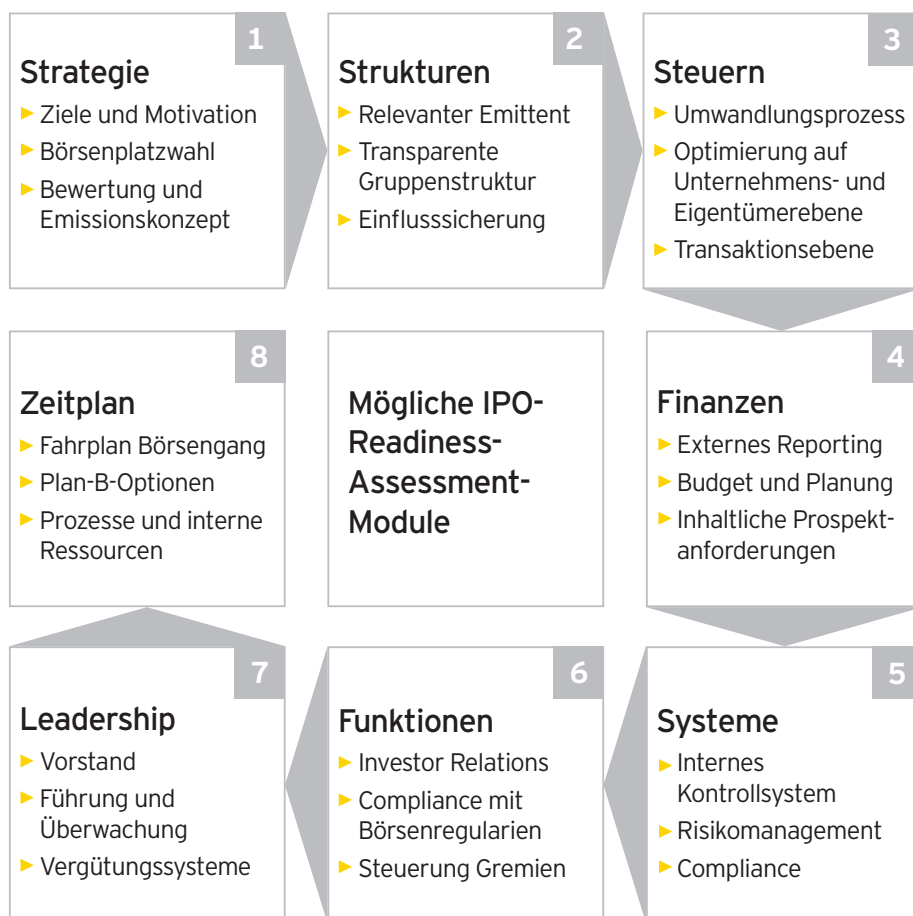 1
Strategie
► Ziele und Motivation
► Börsenplatzwahl
► Bewertung und
Emissionskonzept
2
Strukturen
► Relevanter Emittent
► Transparente
Gruppenstruktur
► Einflusssicherung
3
Steuern
► Umwandlungsprozess
► Optimierung auf
Unternehmens- und
Eigentümerebene
► Transaktionsebene
8
Zeitplan
► Fahrplan Börsengang
► Plan-B-Optionen
► Prozesse und interne
Ressourcen
Mögliche IPO-
Readiness-
Assessment-
Module
4
Finanzen
► Externes Reporting
► Budget und Planung
► Inhaltliche Prospekt-
anforderungen
7
Leadership
► Vorstand
► Führung und
Überwachung
► Vergütungssysteme
6
Funktionen
► Investor Relations
► Compliance mit
Börsenregularien
► Steuerung Gremien
5
Systeme
► Internes
Kontrollsystem
► Risikomanagement
► Compliance